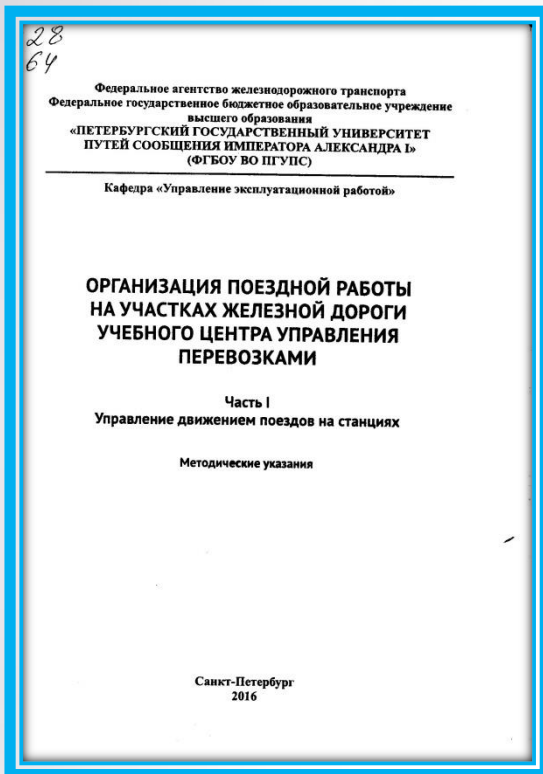 28
64
Федеральное агентство железнодорожного транспорта
Федеральное государственное бюджетное образовательное учреждение
высшего образования
«ПЕТЕРБУРГСКИЙ ГОСУДАРСТВЕННЫЙ УНИВЕРСИТЕТ
ПУТЕЙ СООБЩЕНИЯ ИМПЕРАТОРА АЛЕКСАНДРА I»
(ФГБОУ ВО ПГУПС)
Кафедра «Управление эксплуатационной работой»
ОРГАНИЗАЦИЯ ПОЕЗДНОЙ РАБОТЫ
НА УЧАСТКАХ ЖЕЛЕЗНОЙ ДОРОГИ
УЧЕБНОГО ЦЕНТРА УПРАВЛЕНИЯ
ПЕРЕВОЗКАМИ
Часть I
Управление движением поездов на станциях
Методические указания
Санкт-Петербург
2016